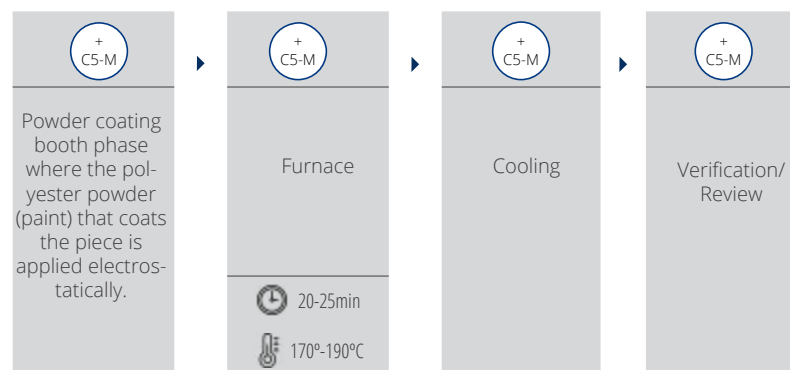 +
C5-M
Powder coating
booth phase
where the pol-
yester powder
(paint) that coats
the piece is
applied electros-
tatically.
+
C5-M
Furnace
20-25min
170º-190ºC
+
C5-M
Cooling
+
C5-M
Verification/
Review